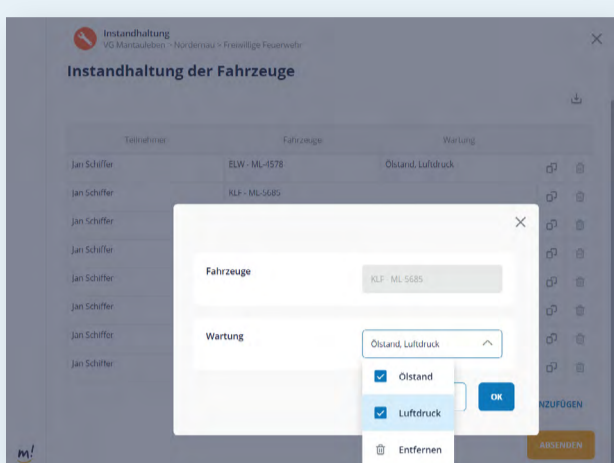 Instandhaltung
VG Mantauleben > Nordernau > Freiwillige Feuerwehr
Instandhaltung der Fahrzeuge
Teilnehmer Fahrzeuge Wartung
Jan Schiffer ELW - ML-4578 Ölstand, Luftdruck
Jan Schiffer KLF - ML-5685
Jan Schiffer
Jan Schiffer
Jan Schiffer
Jan Schiffer
Jan Schiffer
Jan Schiffer
Fahrzeuge KLF - ML-5685
Wartung Ölstand, Luftdruck
Ölstand
Luftdruck
Entfernen
OK
NZUFÜGEN
ABSENDEN
m!